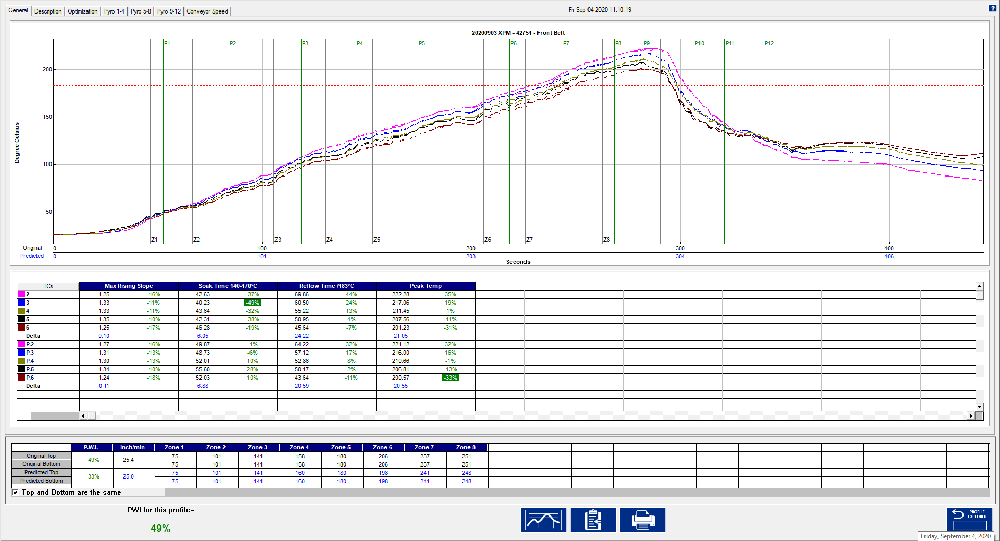 General Description Optimization Pyro 1-4 Pyro 5-8 Pyro 9-12 Conveyor Speed
Fri Sep 04 2020 11:10:19
?
20200903 XPM - 42751 - Front Belt
P1 P2 P3 P4 P5 P6 P7 P8 P9 P10 P11 P12
200
150
100
50
Degree Celsius
Z1 Z2 Z3 Z4 Z5 Z6 Z7 Z8
Original 0 100 200 300 400
Predicted 0 101 203 304 406
Seconds
TCs Max Rising Slope Soak Time 140-170°C Reflow Time /183°C Peak Temp
2 1.25 -16% 42.63 -37% 69.86 44% 222.28 35%
3 1.33 -11% 40.23 -49% 60.50 24% 217.06 19%
4 1.33 -11% 43.64 -32% 55.22 13% 211.45 1%
5 1.35 -10% 42.31 -38% 50.95 4% 207.56 -11%
6 1.25 -17% 46.28 -19% 45.64 -7% 201.23 -31%
Delta 0.10 6.05 24.22 21.05
P.2 1.27 -16% 49.87 -1% 64.22 32% 221.12 32%
P.3 1.31 -13% 48.73 -6% 57.12 17% 216.00 16%
P.4 1.30 -13% 52.01 10% 52.86 8% 210.66 -1%
P.5 1.34 -10% 55.60 28% 50.17 2% 206.81 -13%
P.6 1.24 -18% 52.03 10% 43.64 -11% 200.57 -33%
Delta 0.11 6.88 20.59 20.55
P.W.I. inch/min Zone 1 Zone 2 Zone 3 Zone 4 Zone 5 Zone 6 Zone 7 Zone 8
Original Top 49% 25.4 75 101 141 158 180 206 237 251
Original Bottom 75 101 141 158 180 206 237 251
Predicted Top 33% 25.0 75 101 141 160 180 198 241 248
Predicted Bottom 75 101 141 160 180 198 241 248
Top and Bottom are the same
PWI for this profile=
49%
PROFILE
EXPLORER
Friday, September 4, 2020